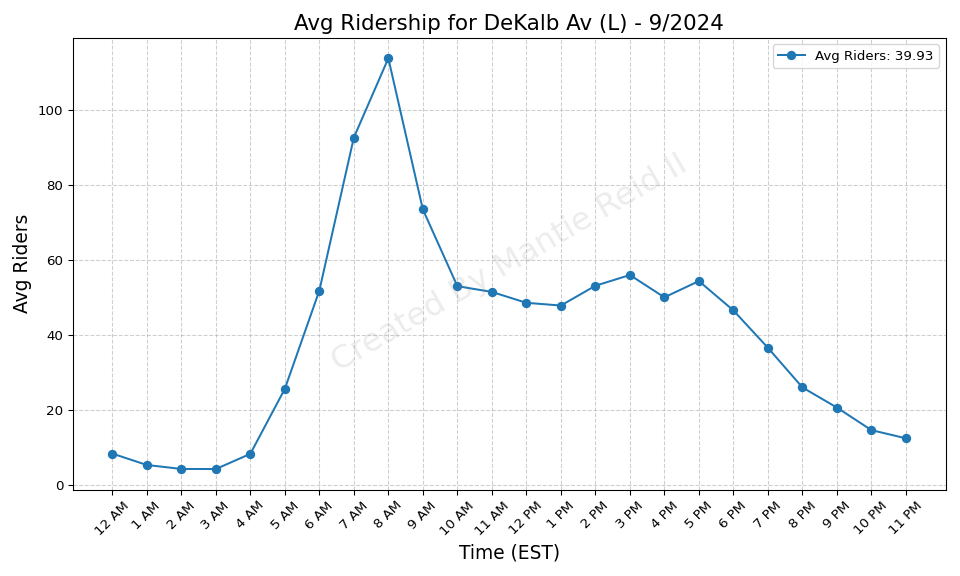 Avg Ridership for DeKalb Av (L) - 9/2024
Avg Riders: 39.93
Avg Riders
100
80
60
40
20
0
Created By Mantie Reid II
12 AM
1 AM
2 AM
3 AM
4 AM
5 AM
6 AM
7 AM
8 AM
9 AM
10 AM
11 AM
12 PM
1 PM
2 PM
3 PM
4 PM
5 PM
6 PM
7 PM
8 PM
9 PM
10 PM
11 PM
Time (EST)